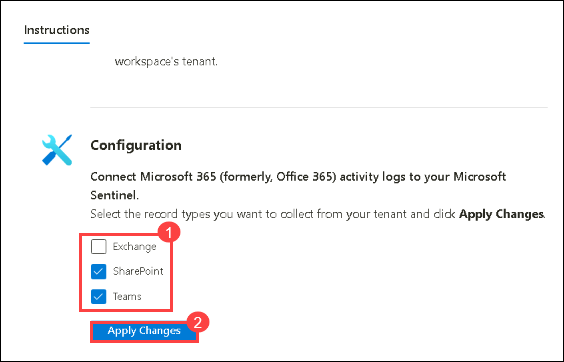 Instructions
workspace's tenant.
Configuration
Connect Microsoft 365 (formerly, Office 365) activity logs to your Microsoft
Sentinel.
Select the record types you want to collect from your tenant and click Apply Changes.
1
Exchange
SharePoint
Teams
2
Apply Changes